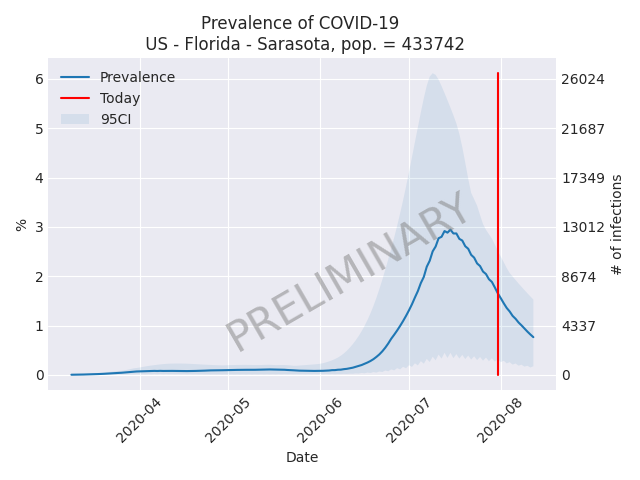 Prevalence of COVID-19
US - Florida - Sarasota, pop. = 433742
Prevalence
Today
95CI
6
5
4
3
2
1
0
%
26024
21687
17349
13012
8674
4337
0
# of infections
PRELIMINARY
2020-04
2020-05
2020-06
2020-07
2020-08
Date